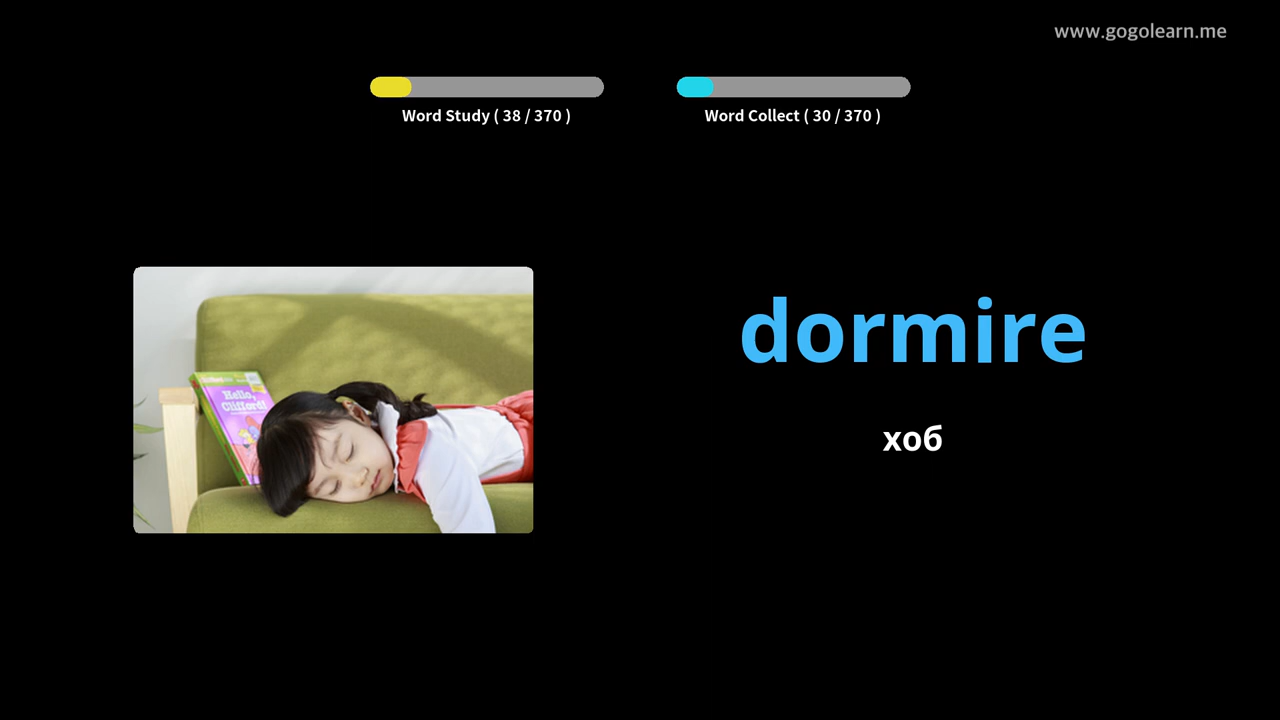 www.gogolearn.me
Word Study ( 38 / 370 )
Word Collect ( 30 / 370 )
Hello,
Clifford!
dormire
хоб